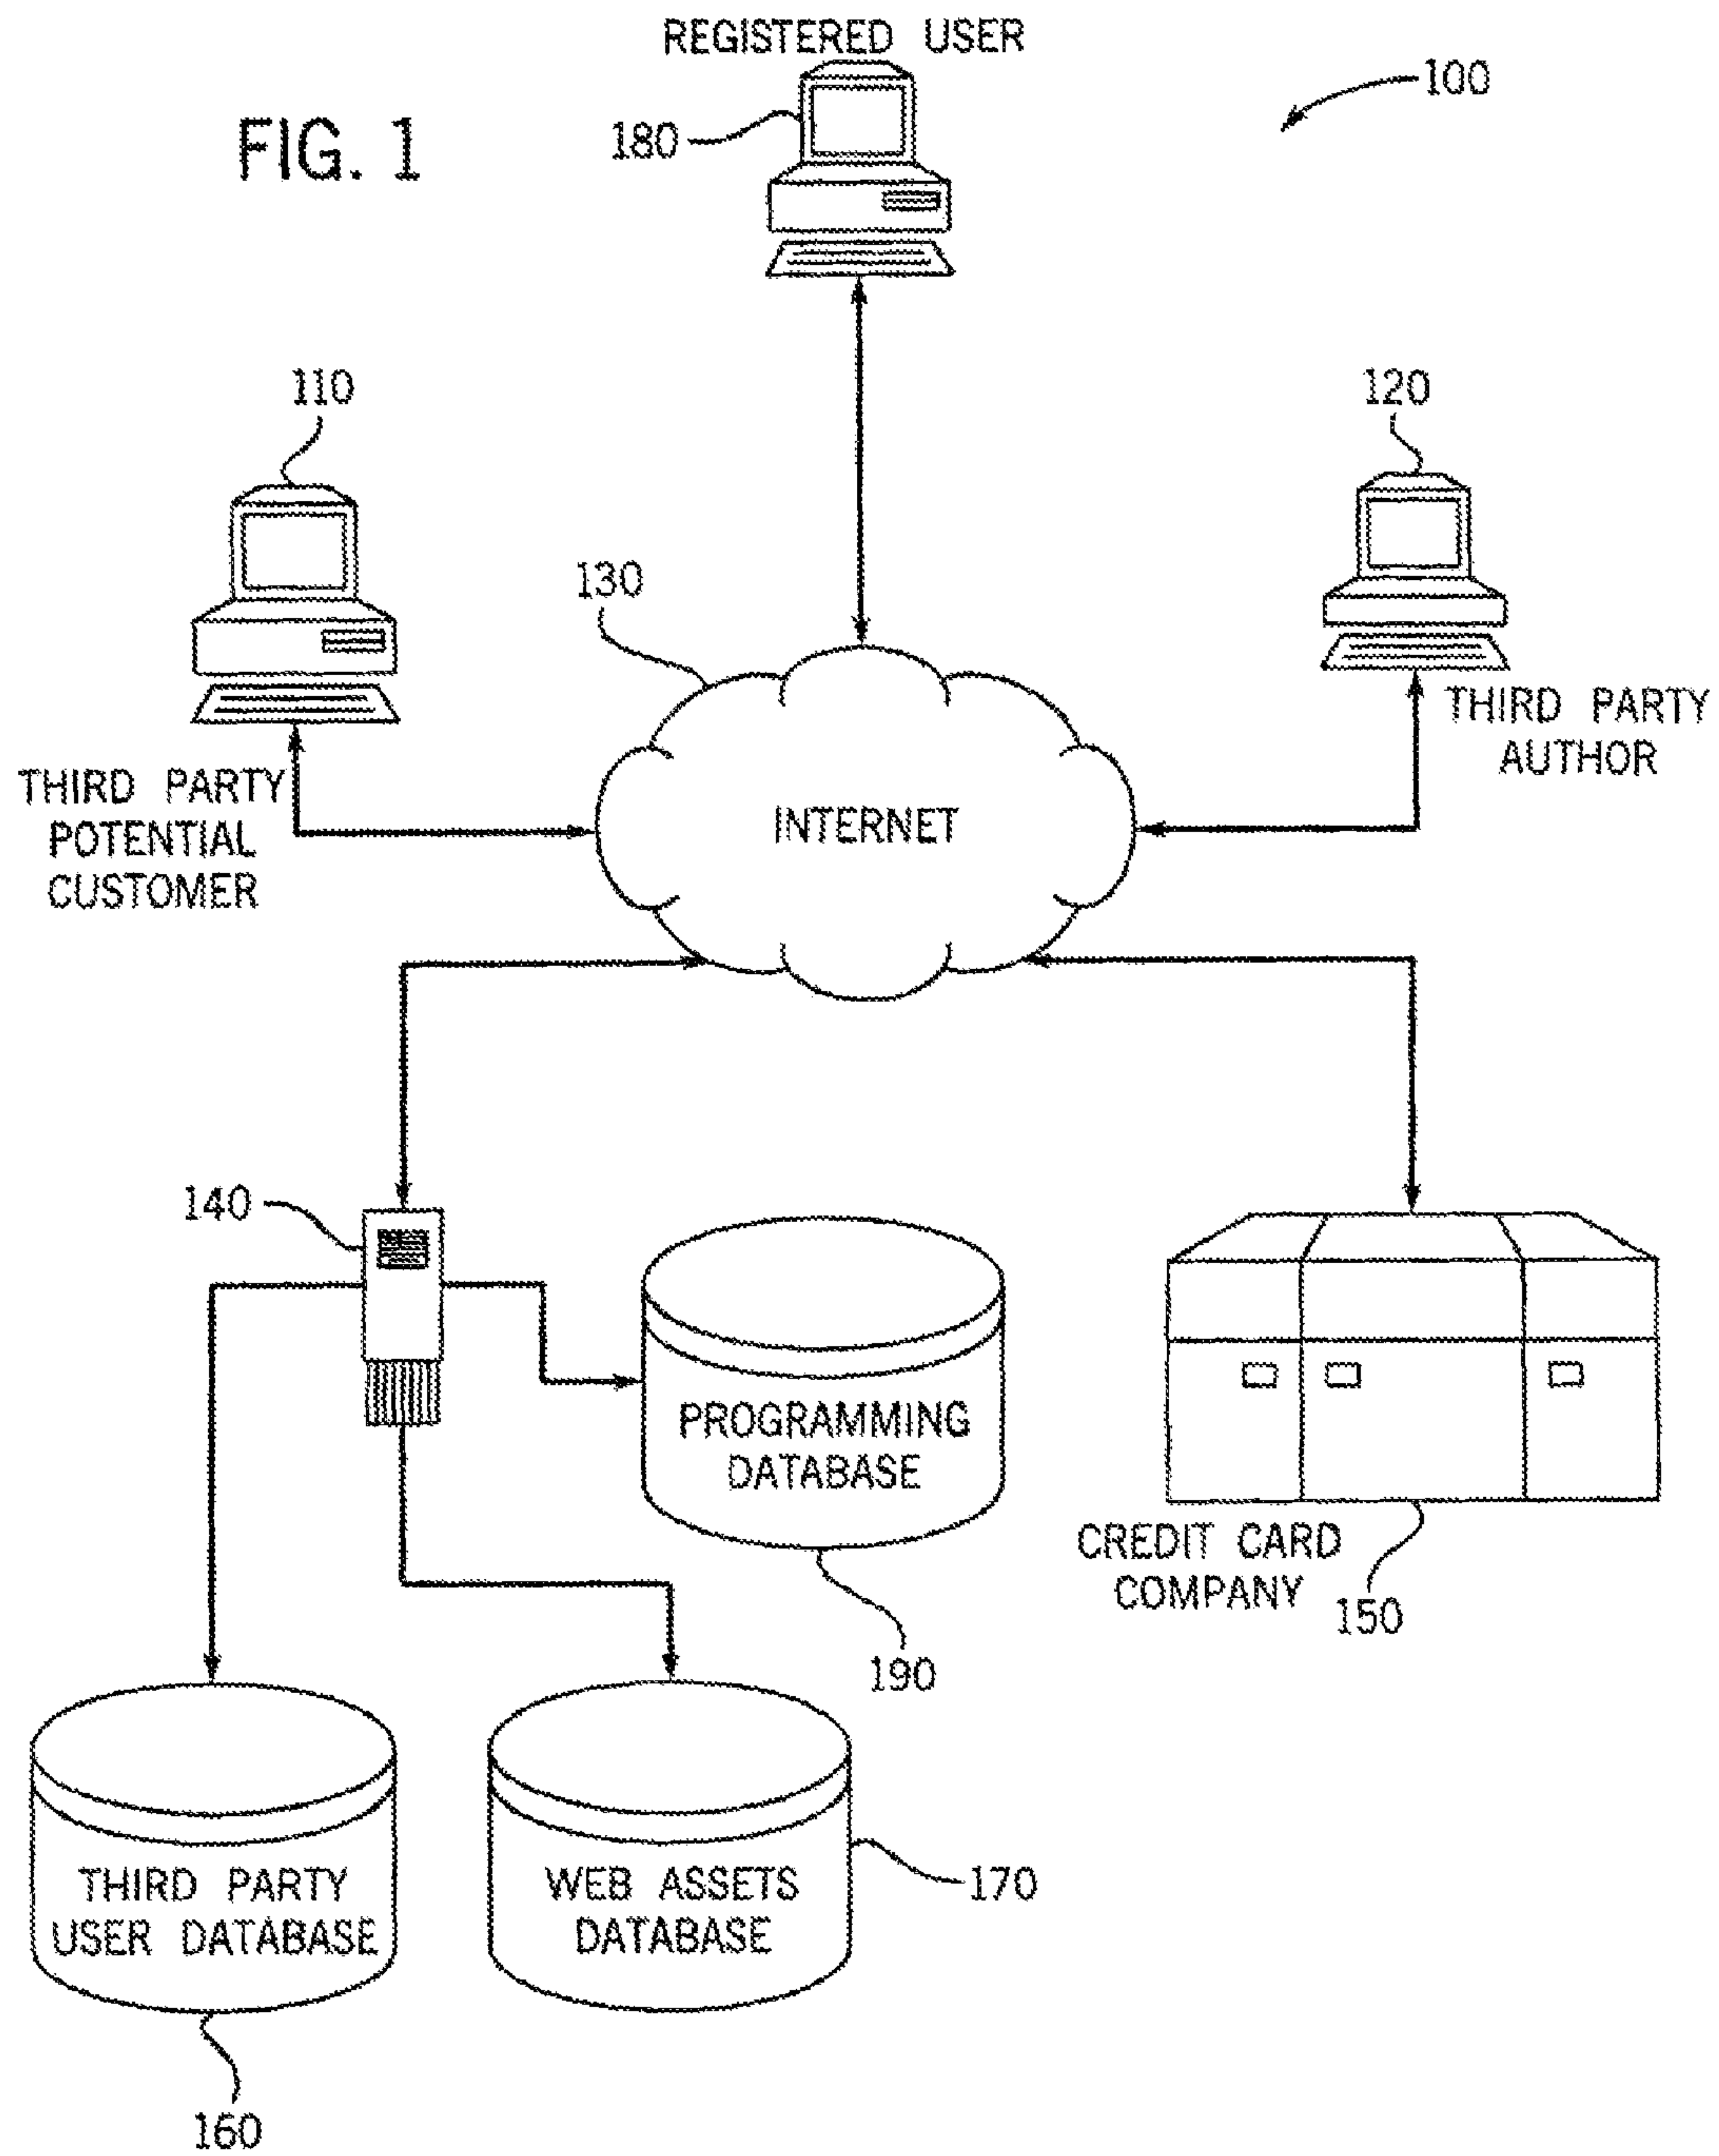 REGISTERED USER
100
FIG. 1
180
110
120
130
THIRD PARTY
AUTHOR
THIRD PARTY
POTENTIAL
CUSTOMER
INTERNET
140
PROGRAMMING
DATABASE
CREDIT CARD
COMPANY
150
190
THIRD PARTY
USER DATABASE
WEB ASSETS
DATABASE
170
160